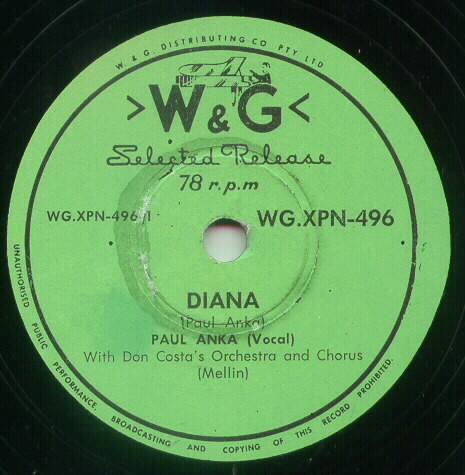 W. & G. DISTRIBUTING CO PTY LTD
>W&G<
Selected Release
78 r.p.m
WG.XPN-496-1
WG.XPN-496
DIANA
(Paul Anka)
PAUL ANKA (Vocal)
With Don Costa's Orchestra and Chorus
(Mellin)
UNAUTHORISED PUBLIC PERFORMANCE, BROADCASTING AND COPYING OF THIS RECORD PROHIBITED.